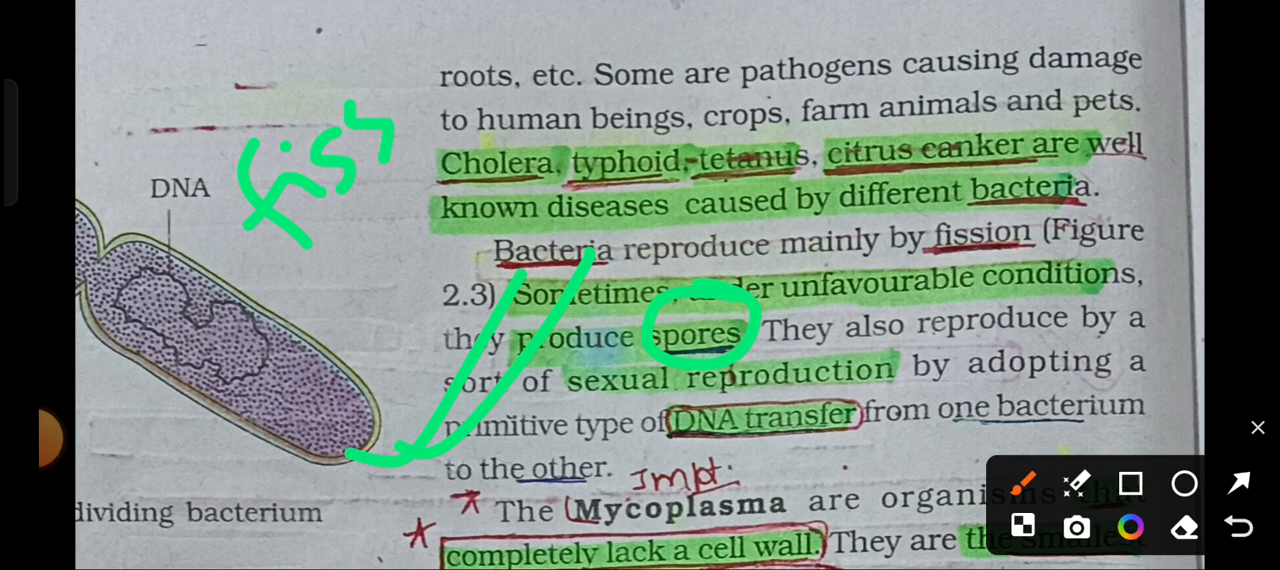 roots, etc. Some are pathogens causing damage
to human beings, crops, farm animals and pets.
Cholera, typhoid, tetanus, citrus canker are well
known diseases caused by different bacteria.
Bacteria reproduce mainly by fission (Figure
2.3) Sometimes, under unfavourable conditions,
they produce spores. They also reproduce by a
sort of sexual reproduction by adopting a
primitive type of DNA transfer from one bacterium
to the other. Impt.
The Mycoplasma are organisms that
completely lack a cell wall. They are the smallest
fis
DNA
dividing bacterium